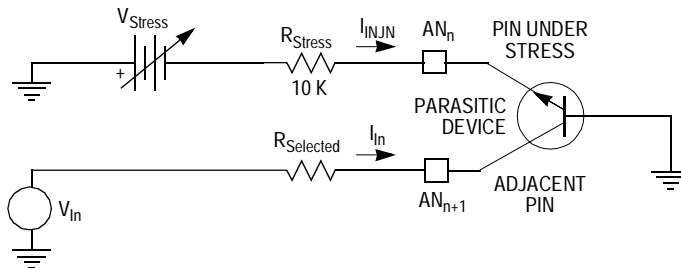 V_Stress
+
R_Stress
10 K
I_INJN
AN_n
PIN UNDER
STRESS
PARASITIC
DEVICE
V_In
R_Selected
I_In
AN_n+1
ADJACENT
PIN